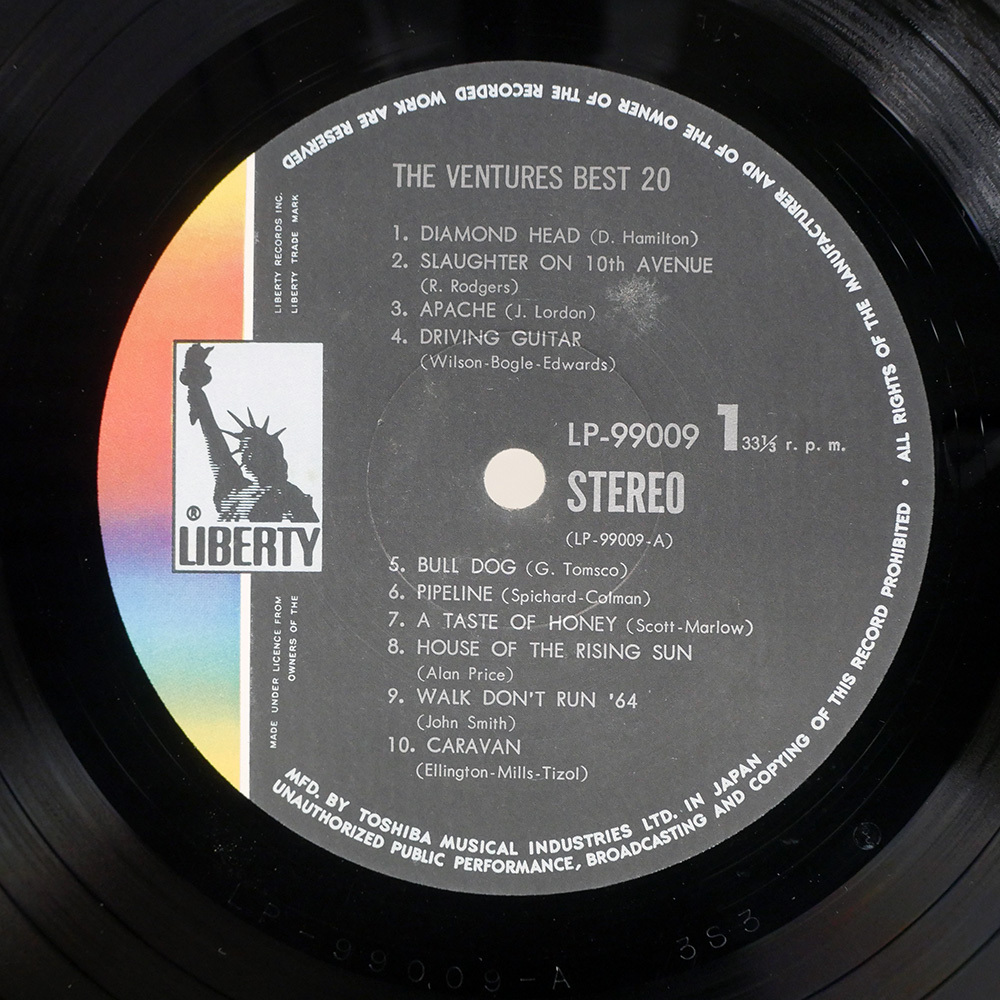 THE VENTURES BEST 20
1. DIAMOND HEAD (D. Hamilton)
2. SLAUGHTER ON 10th AVENUE
(R. Rodgers)
3. APACHE (J. Lordon)
4. DRIVING GUITAR
(Wilson-Bogle-Edwards)
LP-99009 1 33⅓ r. p. m.
STEREO
(LP-99009-A)
5. BULL DOG (G. Tomsco)
6. PIPELINE (Spichard-Colman)
7. A TASTE OF HONEY (Scott-Marlow)
8. HOUSE OF THE RISING SUN
(Alan Price)
9. WALK DON'T RUN '64
(John Smith)
10. CARAVAN
(Ellington-Mills-Tizol)
LIBERTY RECORDS INC.
LIBERTY TRADE MARK
®
LIBERTY
MADE UNDER LICENCE FROM
OWNERS OF THE
MFD. BY TOSHIBA MUSICAL INDUSTRIES LTD. IN JAPAN
UNAUTHORIZED PUBLIC PERFORMANCE, BROADCASTING AND COPYING OF THIS RECORD PROHIBITED • ALL RIGHTS OF THE MANUFACTURER AND OF THE OWNER OF THE RECORDED WORK ARE RESERVED
LP-99009-A 3S3